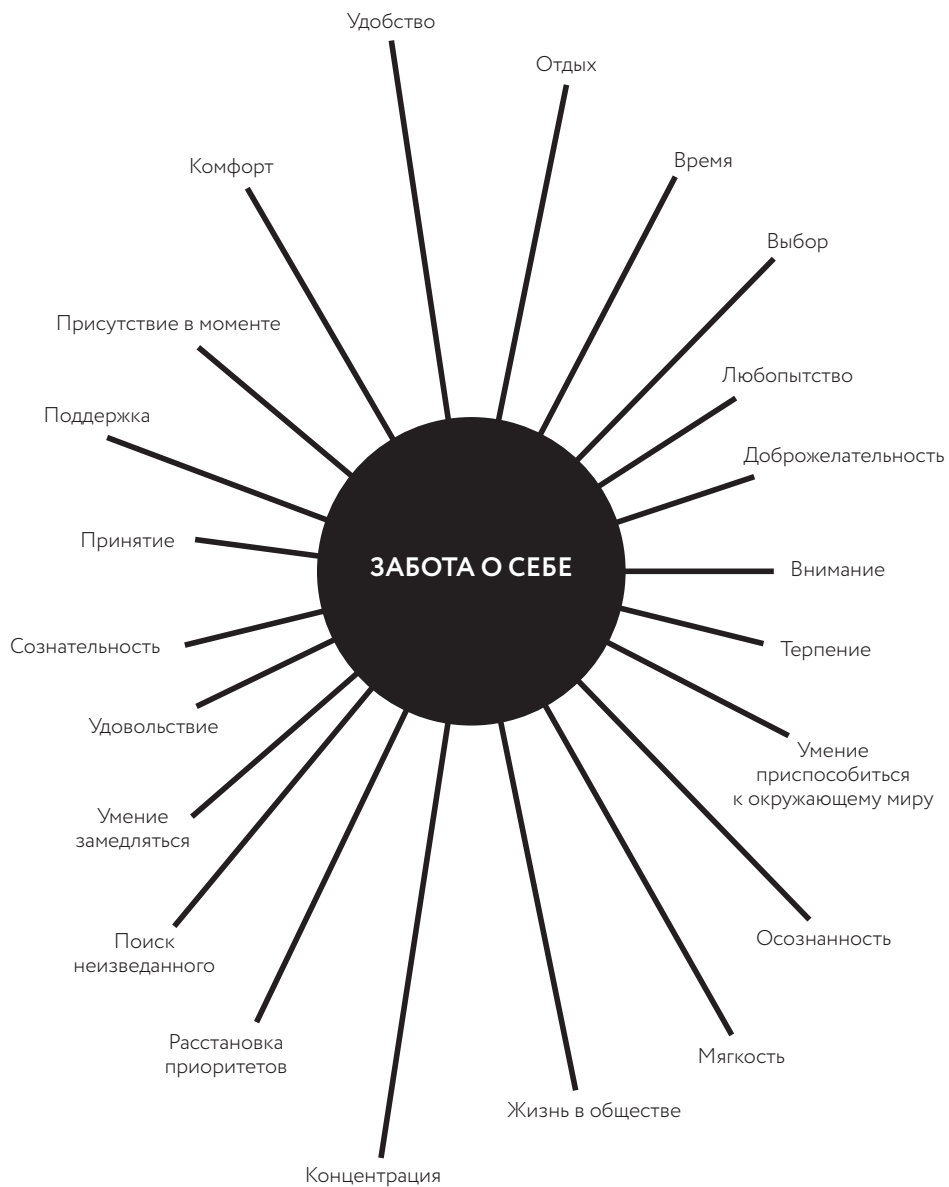 Удобство
Отдых
Время
Комфорт
Выбор
Присутствие в моменте
Любопытство
Поддержка
Доброжелательность
Принятие
ЗАБОТА О СЕБЕ
Внимание
Сознательность
Терпение
Удовольствие
Умение
приспособиться
к окружающему миру
Умение
замедляться
Поиск
неизведанного
Осознанность
Расстановка
приоритетов
Мягкость
Жизнь в обществе
Концентрация